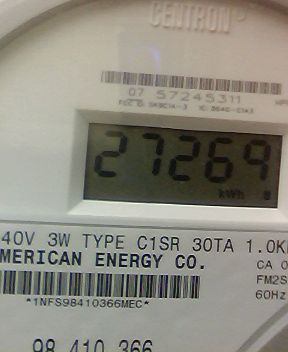 CENTRON
07 57245311
27269
kWh
40V 3W TYPE C1SR 30TA 1.0K
MERICAN ENERGY CO.
CA 0
FM2S
60Hz
*1NFS98410366MEC*
98 410 366